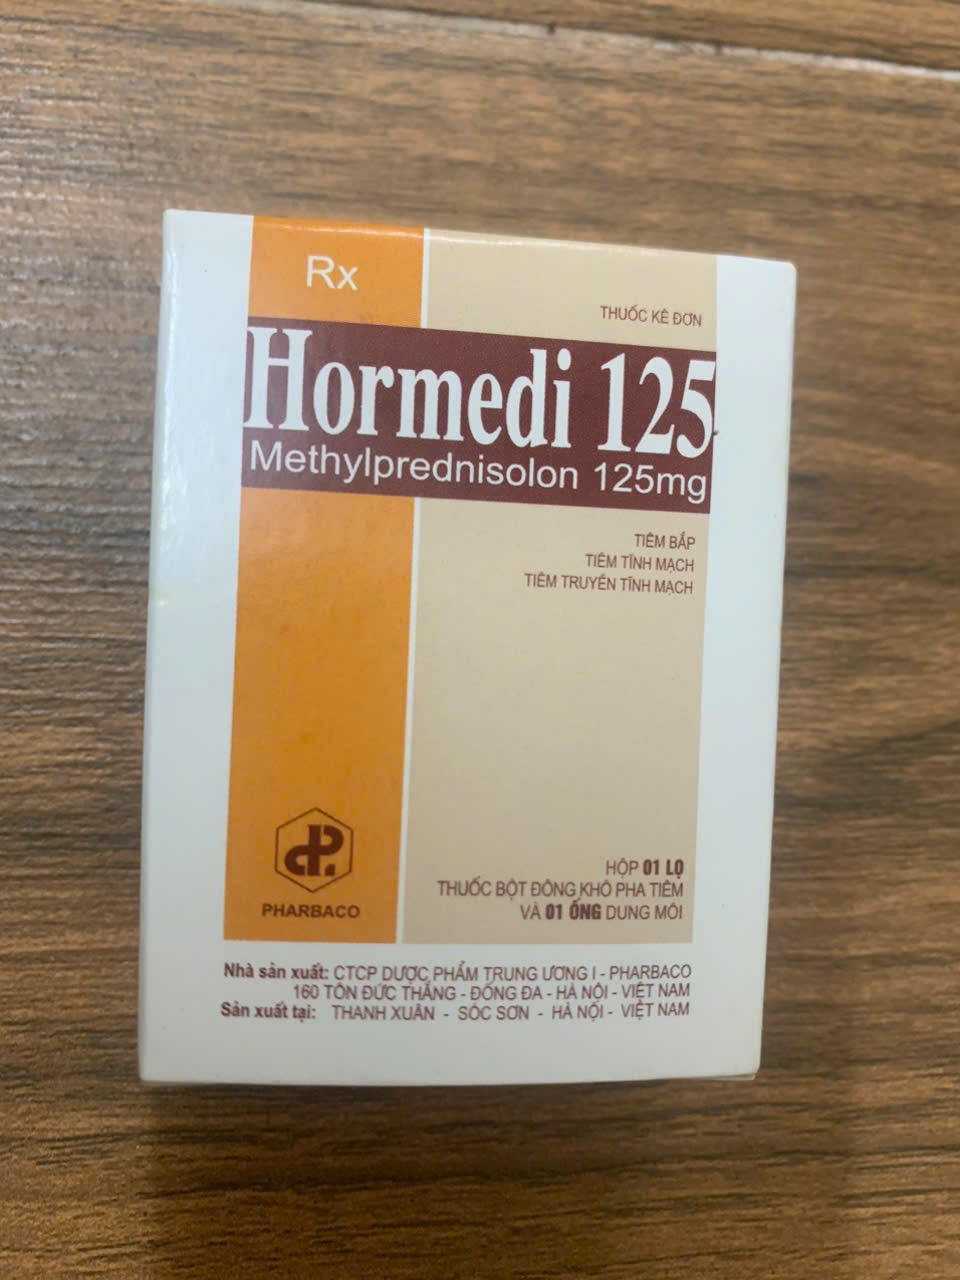 Rx
THUỐC KÊ ĐƠN
Hormedi 125
Methylprednisolon 125mg
TIÊM BẮP
TIÊM TĨNH MẠCH
TIÊM TRUYỀN TĨNH MẠCH
HỘP 01 LỌ
THUỐC BỘT ĐÔNG KHÔ PHA TIÊM
VÀ 01 ỐNG DUNG MÔI
PHARBACO
Nhà sản xuất: CTCP DƯỢC PHẨM TRUNG ƯƠNG I - PHARBACO
160 TÔN ĐỨC THẮNG - ĐỐNG ĐA - HÀ NỘI - VIỆT NAM
Sản xuất tại: THANH XUÂN - SÓC SƠN - HÀ NỘI - VIỆT NAM